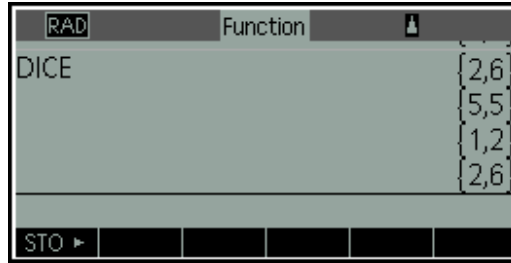 RAD Function
DICE {2,6}
{5,5}
{1,2}
{2,6}
STO ►